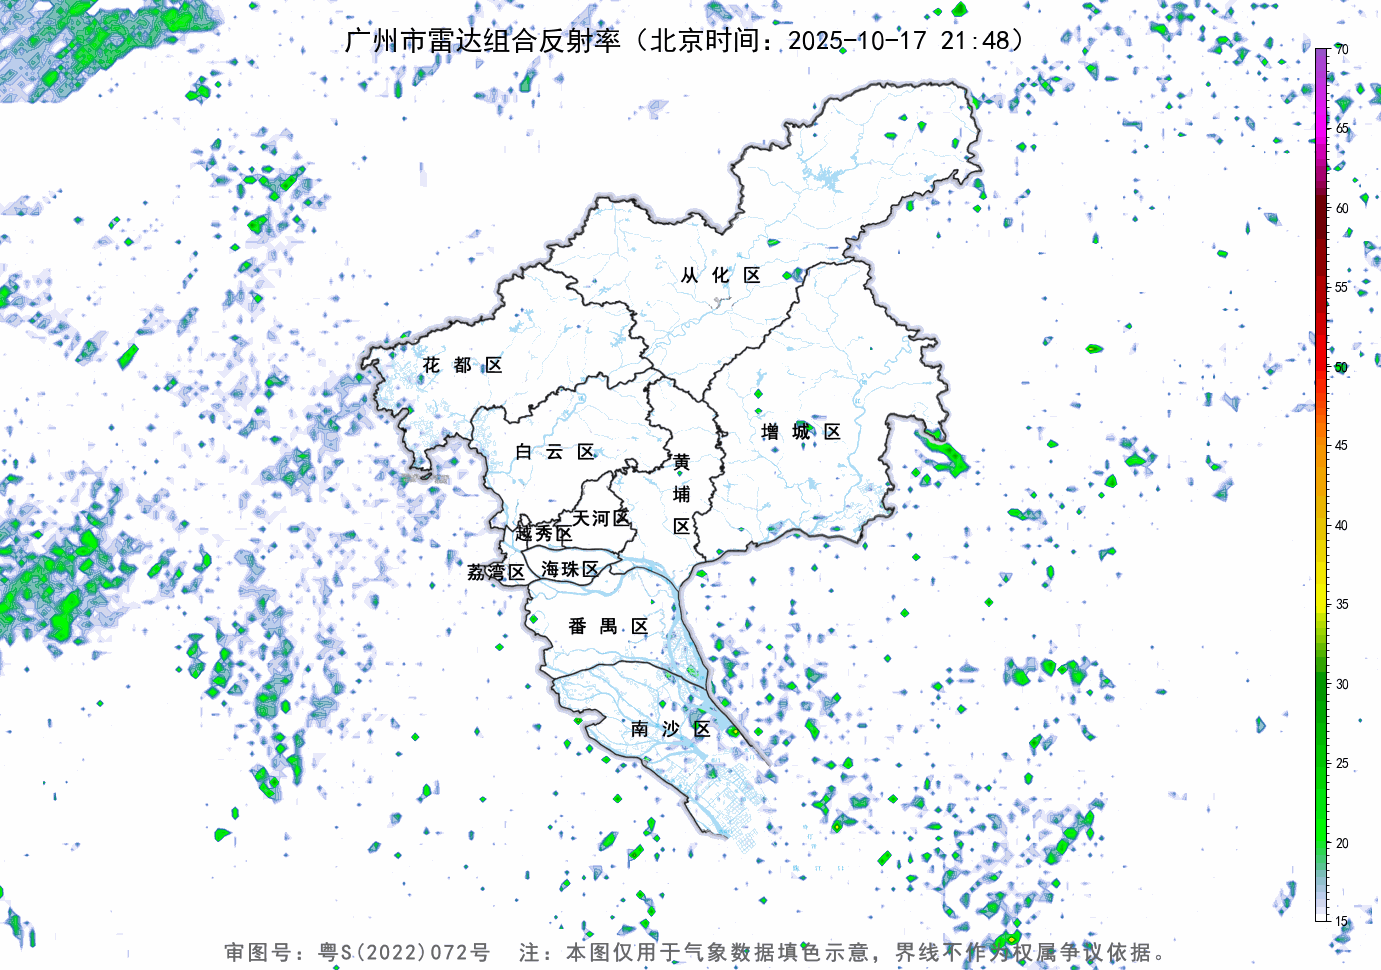 广州市雷达组合反射率（北京时间：2025-10-17 21:48）
70
65
60
55
50
45
40
35
30
25
20
15
从化区
花都区
增城区
白云区
黄埔区
天河区
越秀区
荔湾区
海珠区
番禺区
南沙区
审图号：粤S(2022)072号 注：本图仅用于气象数据填色示意，界线不作为权属争议依据。